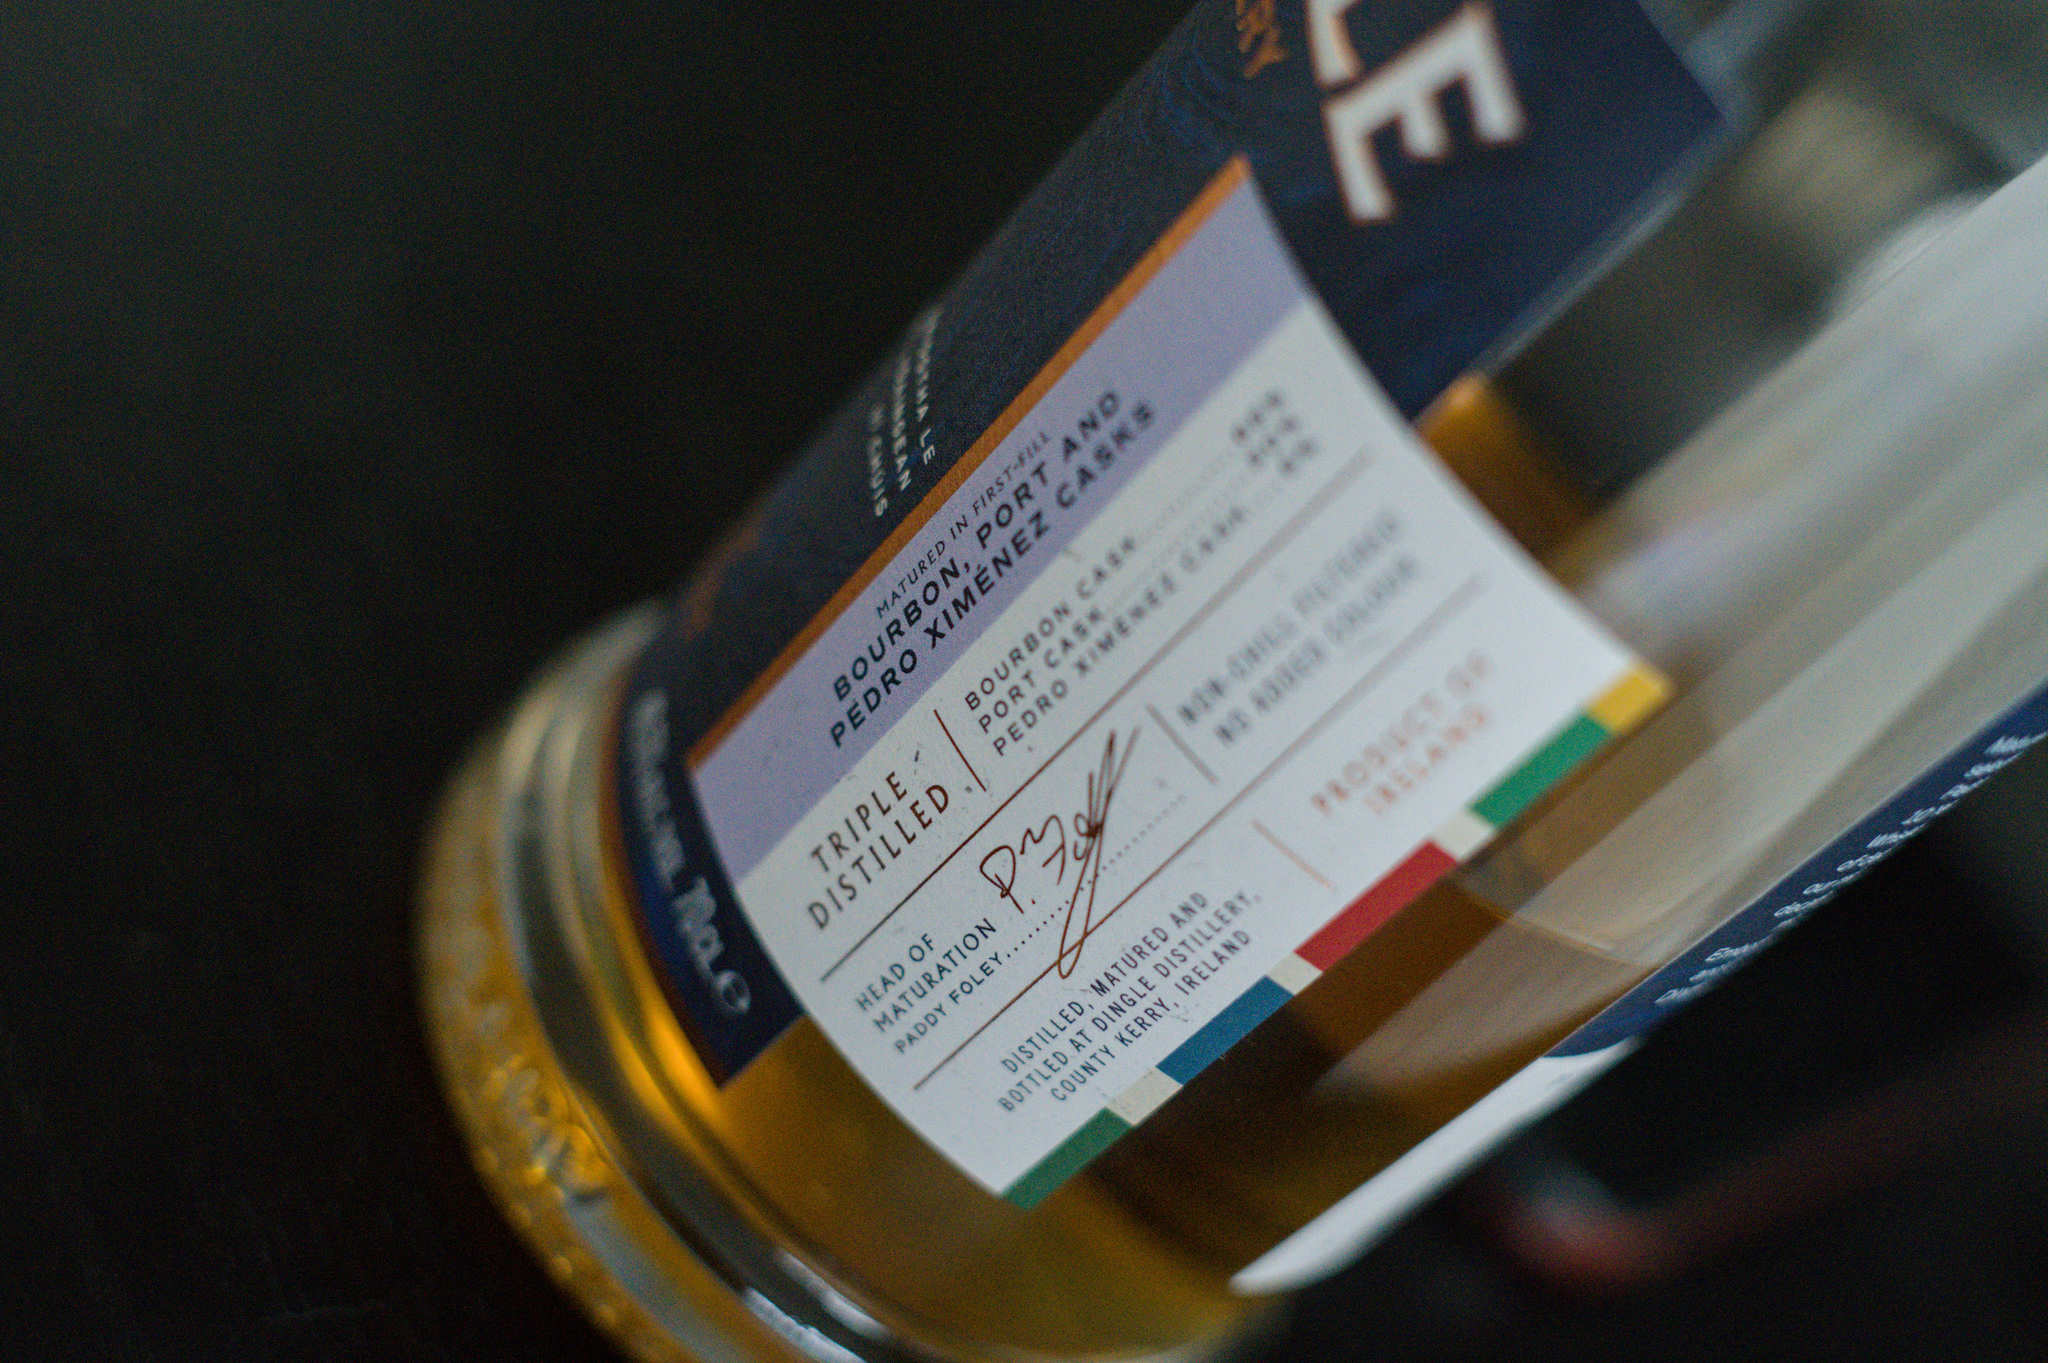 LE
MATURED IN FIRST-FILL
BOURBON, PORT AND
PEDRO XIMÉNEZ CASKS
TRIPLE
DISTILLED
BOURBON CASK
PORT CASK
PEDRO XIMÉNEZ CASK
HEAD OF
MATURATION
PADDY FOLEY
NON-CHILL FILTERED
NO ADDED COLOUR
DISTILLED, MATURED AND
BOTTLED AT DINGLE DISTILLERY,
COUNTY KERRY, IRELAND
PRODUCT OF
IRELAND
70cl e